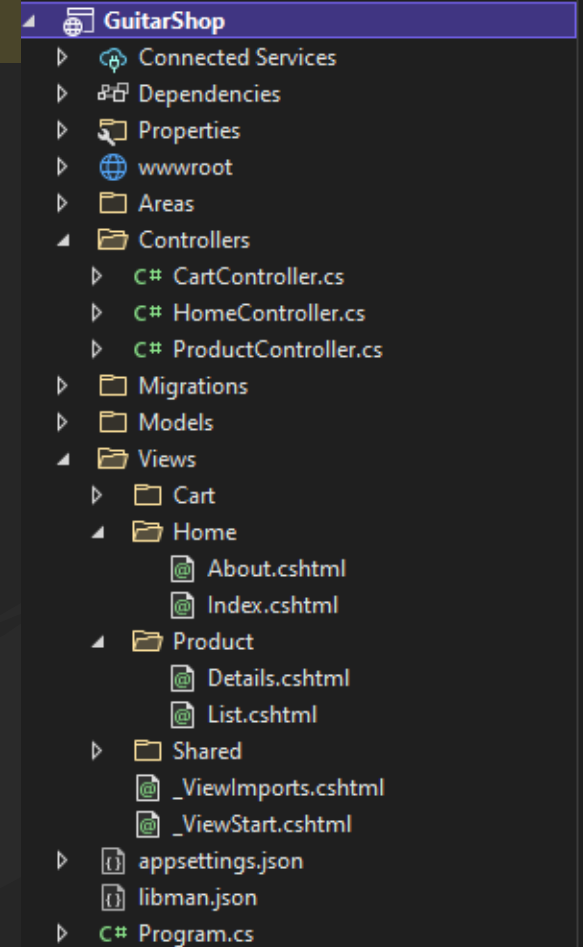 GuitarShop
Connected Services
Dependencies
Properties
wwwroot
Areas
Controllers
C# CartController.cs
C# HomeController.cs
C# ProductController.cs
Migrations
Models
Views
Cart
Home
@ About.cshtml
@ Index.cshtml
Product
@ Details.cshtml
@ List.cshtml
Shared
@ _ViewImports.cshtml
@ _ViewStart.cshtml
appsettings.json
libman.json
C# Program.cs